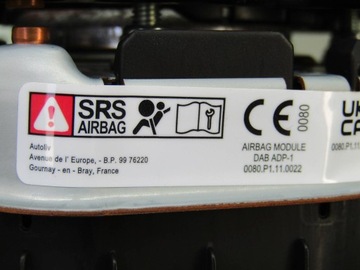 SRS
AIRBAG
CE
0080
UK
CA
Autoliv
Avenue de l' Europe, - B.P. 99 76220
Gournay - en - Bray, France
AIRBAG MODULE
DAB ADP-1
0080.P1.11.0022
0080.P1.11